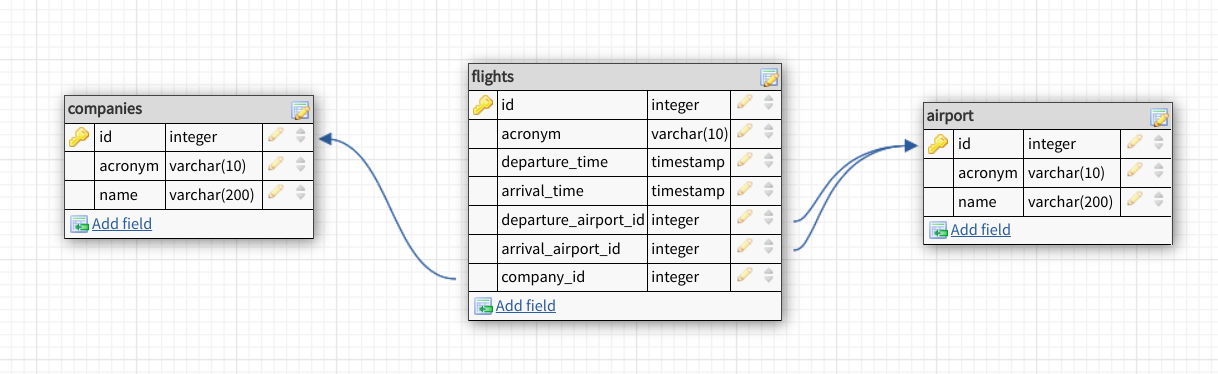 companies
id integer
acronym varchar(10)
name varchar(200)
Add field
flights
id integer
acronym varchar(10)
departure_time timestamp
arrival_time timestamp
departure_airport_id integer
arrival_airport_id integer
company_id integer
Add field
airport
id integer
acronym varchar(10)
name varchar(200)
Add field